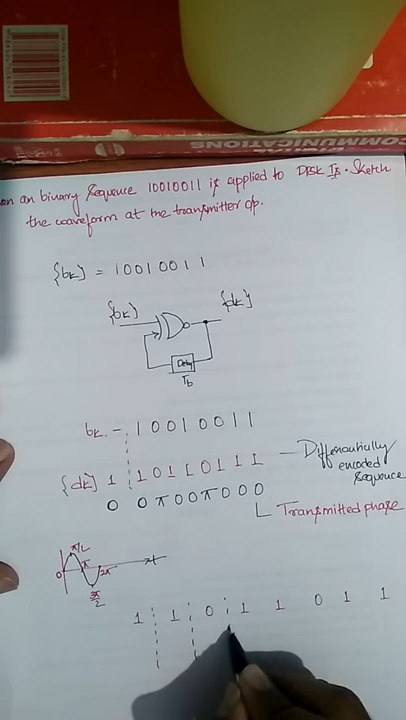 COMMUNICATIONS
on an binary sequence 10010011 is applied to DPSK Tx. Sketch
the waveform at the transmitter o/p.
{bk} = 10010011
{bk} {dk}
Delay
Tb
bk. - 1 0 0 1 0 0 1 1
{dk} 1 1 0 1 1 0 1 1 1 — Differentially
encoded
sequence
0 0 π 0 0 π 0 0 0
Transmitted phase
π/2
0 π 2π
3π/2
1 1 0 1 1 0 1 1